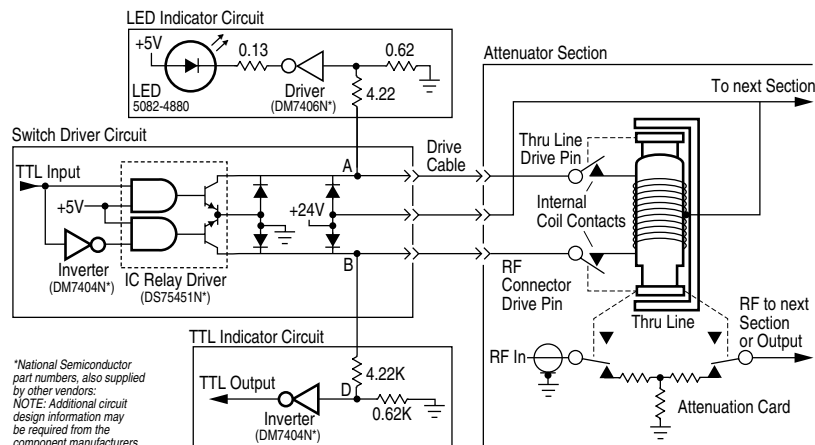 LED Indicator Circuit
+5V
0.13
0.62
LED
5082-4880
Driver
(DM7406N*)
4.22
Attenuator Section
To next Section
Switch Driver Circuit
TTL Input
+5V
Inverter
(DM7404N*)
IC Relay Driver
(DS75451N*)
+24V
A
B
Drive
Cable
Thru Line
Drive Pin
Internal
Coil Contacts
RF
Connector
Drive Pin
Thru Line
RF to next
Section
or Output
RF In
Attenuation Card
TTL Indicator Circuit
TTL Output
Inverter
(DM7404N*)
D
4.22K
0.62K
*National Semiconductor
part numbers, also supplied
by other vendors:
NOTE: Additional circuit
design information may
be required from the
component manufacturers